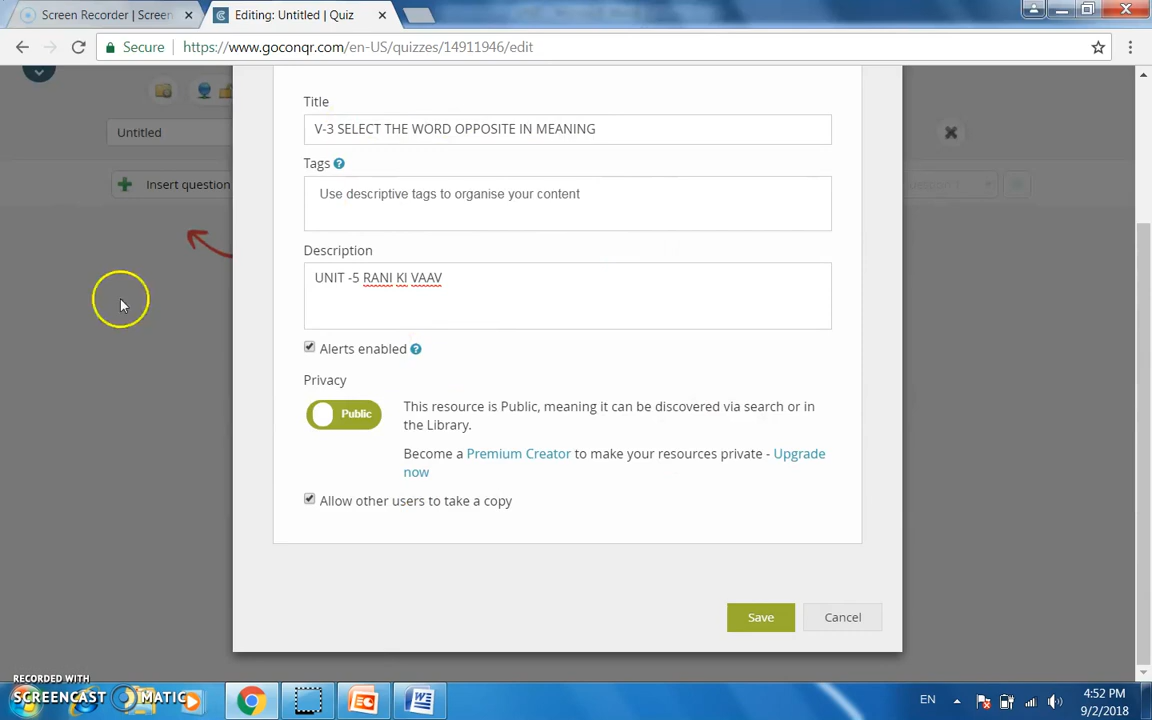 Screen Recorder | Screen
Editing: Untitled | Quiz
Secure
https://www.goconqr.com/en-US/quizzes/14911946/edit
Untitled
Insert question
Title
V-3 SELECT THE WORD OPPOSITE IN MEANING
Tags
Use descriptive tags to organise your content
Description
UNIT -5 RANI KI VAAV
Alerts enabled
Privacy
Public
This resource is Public, meaning it can be discovered via search or in
the Library.
Become a Premium Creator to make your resources private - Upgrade
now
Allow other users to take a copy
Save
Cancel
RECORDED WITH
SCREENCAST MATIC
EN
4:52 PM
9/2/2018